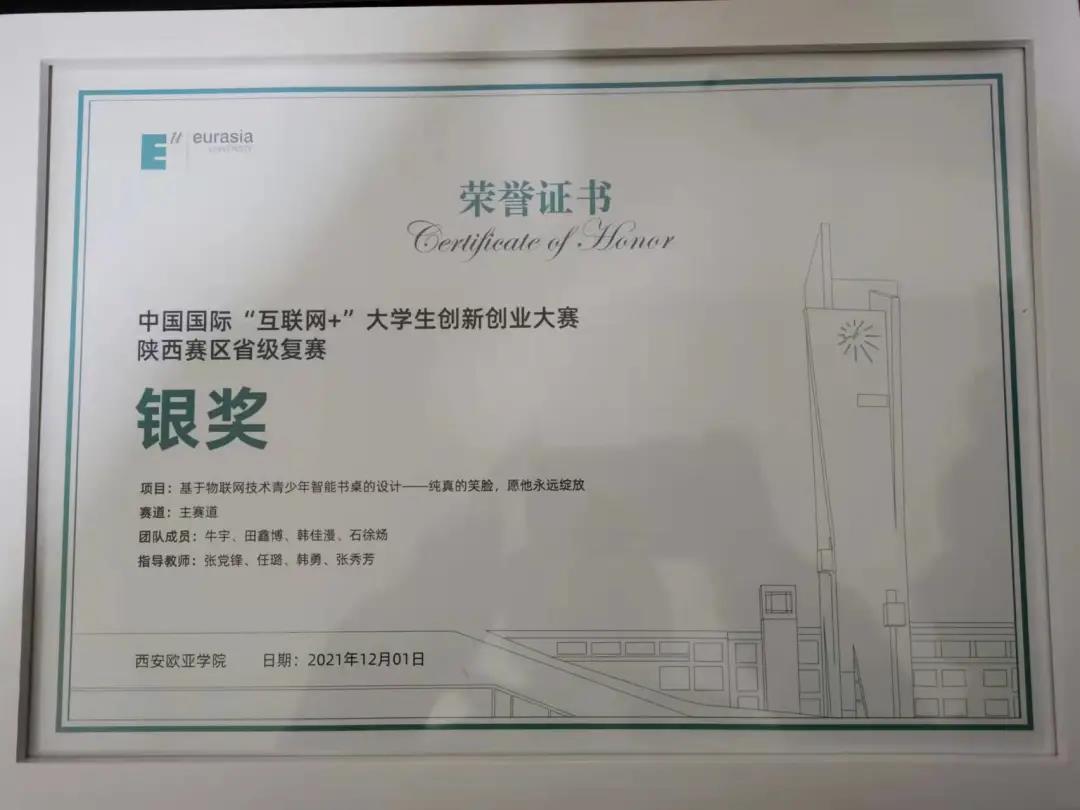 eurasia
UNIVERSITY
荣誉证书
Certificate of Honor
中国国际“互联网+”大学生创新创业大赛
陕西赛区省级复赛
银奖
项目:基于物联网技术青少年智能书桌的设计——纯真的笑脸,愿他永远绽放
赛道:主赛道
团队成员:牛宇、田鑫博、韩佳漫、石徐炀
指导教师:张党锋、任璐、韩勇、张秀芳
西安欧亚学院 日期:2021年12月01日